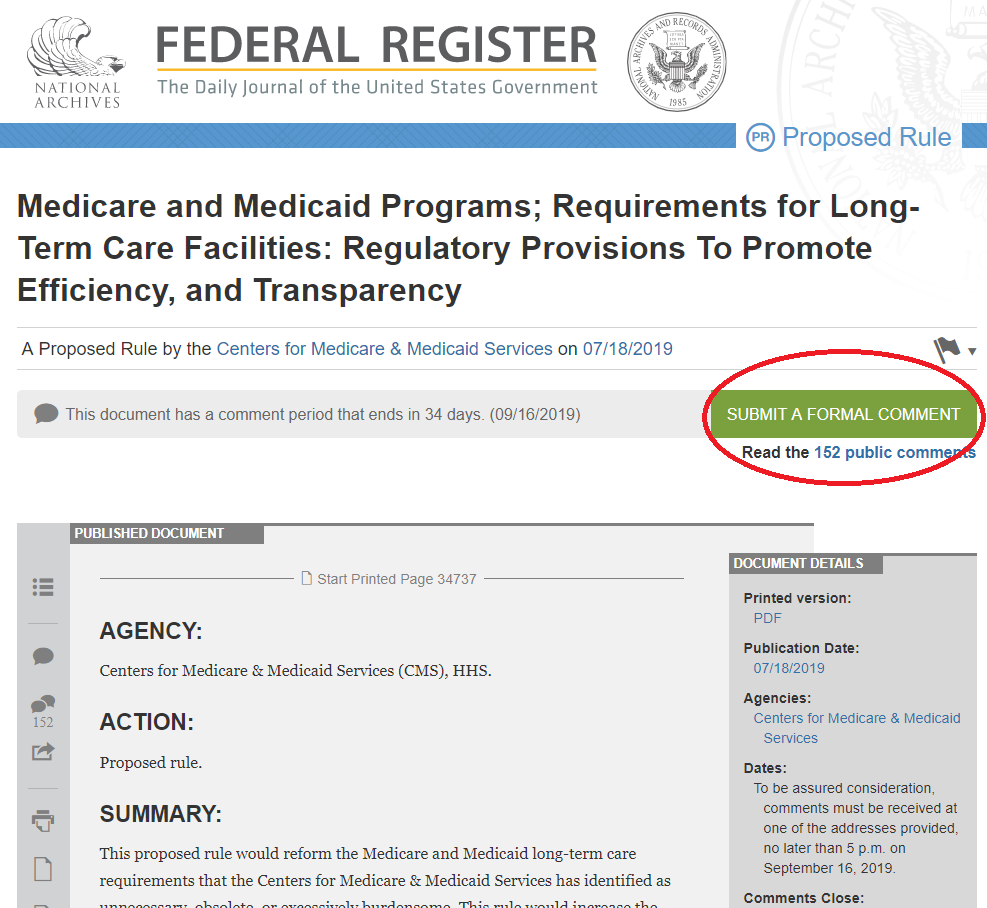 NATIONAL
ARCHIVES
FEDERAL REGISTER
The Daily Journal of the United States Government
NATIONAL ARCHIVES AND RECORDS ADMINISTRATION
1985
PR Proposed Rule
Medicare and Medicaid Programs; Requirements for Long-
Term Care Facilities: Regulatory Provisions To Promote
Efficiency, and Transparency
A Proposed Rule by the Centers for Medicare & Medicaid Services on 07/18/2019
This document has a comment period that ends in 34 days. (09/16/2019)
SUBMIT A FORMAL COMMENT
Read the 152 public comments
PUBLISHED DOCUMENT
Start Printed Page 34737
AGENCY:
Centers for Medicare & Medicaid Services (CMS), HHS.
152
ACTION:
Proposed rule.
SUMMARY:
This proposed rule would reform the Medicare and Medicaid long-term care
requirements that the Centers for Medicare & Medicaid Services has identified as
unnecessary, obsolete, or excessively burdensome. This rule would increase the
DOCUMENT DETAILS
Printed version:
PDF
Publication Date:
07/18/2019
Agencies:
Centers for Medicare & Medicaid
Services
Dates:
To be assured consideration,
comments must be received at
one of the addresses provided,
no later than 5 p.m. on
September 16, 2019.
Comments Close: